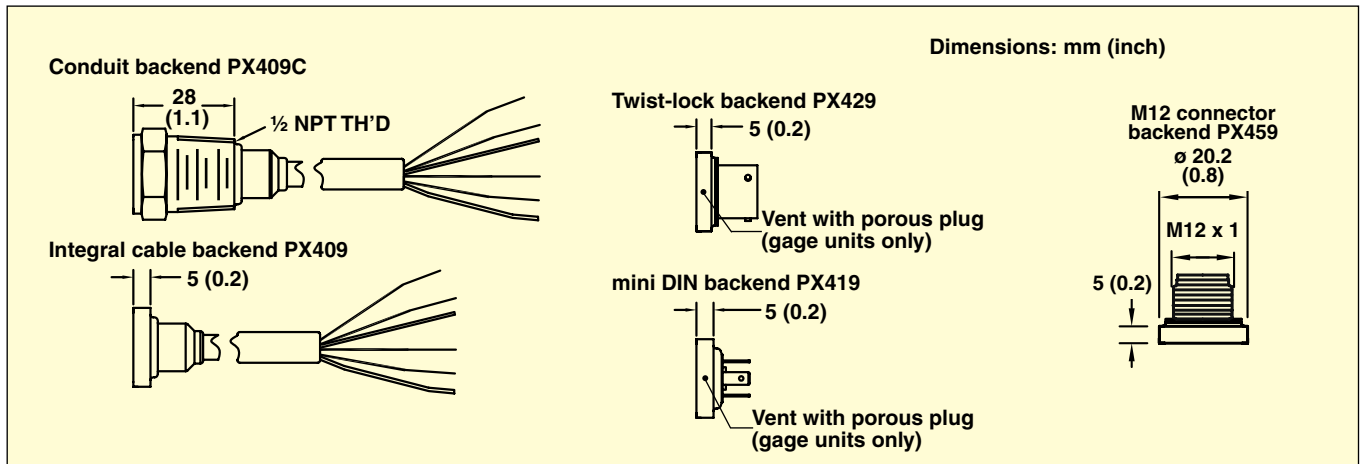 Dimensions: mm (inch)
Conduit backend PX409C
28
(1.1)
½ NPT TH’D
Integral cable backend PX409
5 (0.2)
Twist-lock backend PX429
5 (0.2)
Vent with porous plug
(gage units only)
mini DIN backend PX419
5 (0.2)
Vent with porous plug
(gage units only)
M12 connector
backend PX459
ø 20.2
(0.8)
M12 x 1
5 (0.2)